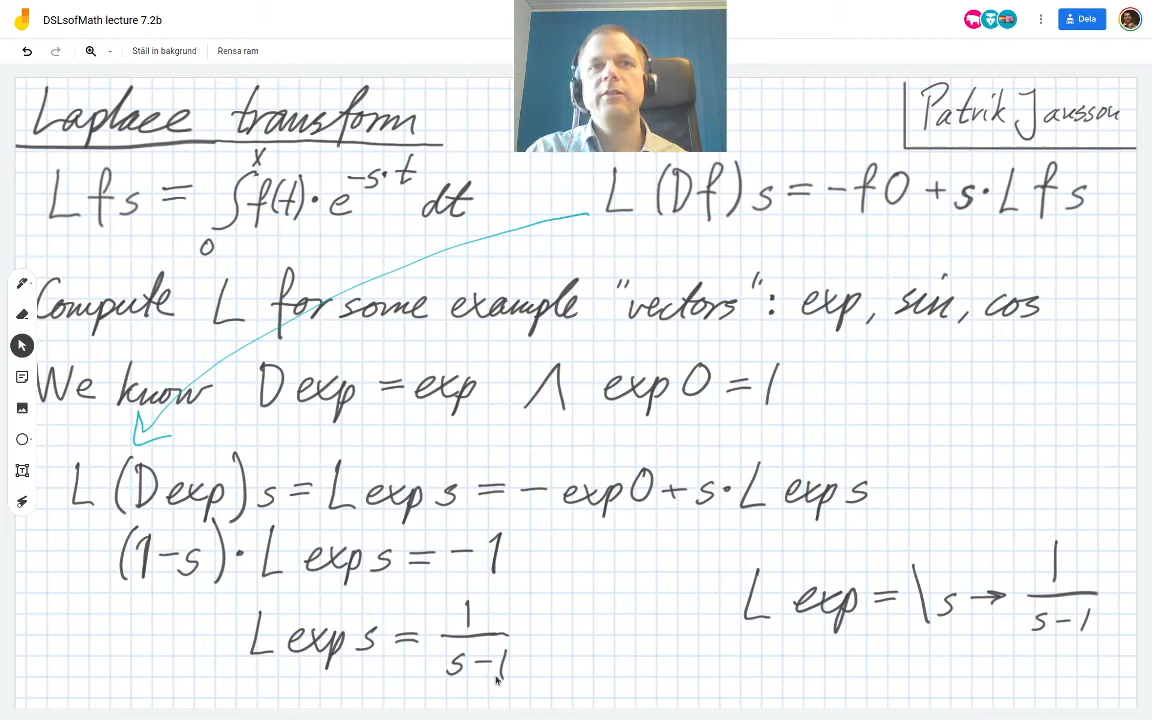 DSLsofMath lecture 7.2b
Dela
Ställ in bakgrund Rensa ram
Laplace transform
Patrik Jansson
L f s = ∫₀ˣ f(t)·e^(-s·t) dt
L (Df) s = -f 0 + s·L f s
Compute L for some example "vectors": exp, sin, cos
We know D exp = exp ∧ exp 0 = 1
L (D exp) s = L exp s = - exp 0 + s·L exp s
(1-s)·L exp s = -1
L exp s = 1/(s-1)
L exp = \s → 1/(s-1)